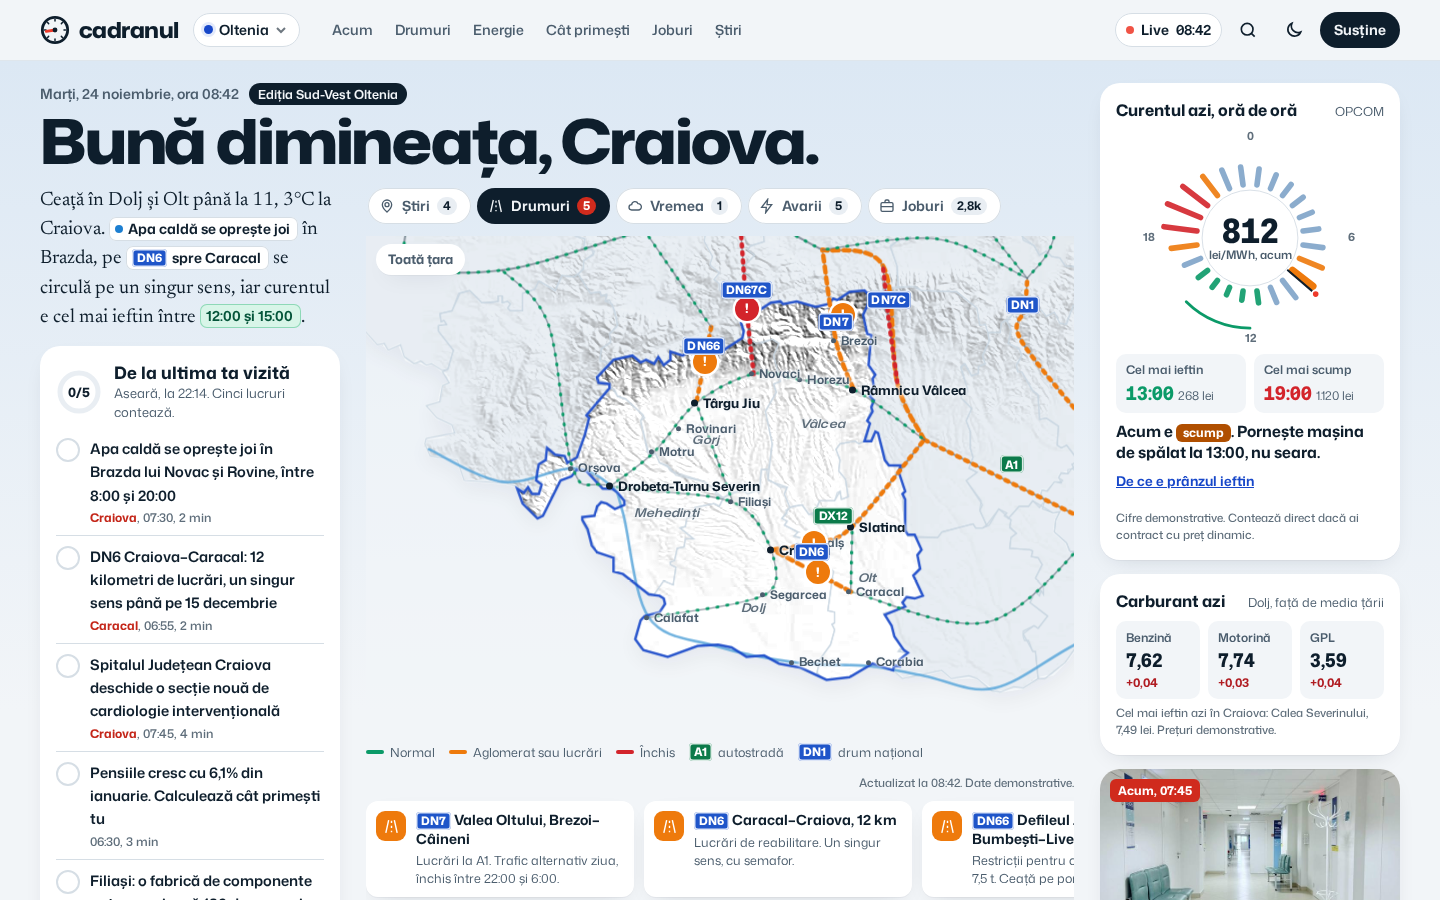 cadranul
Oltenia
Acum
Drumuri
Energie
Cât primești
Joburi
Știri
Live 08:42
Susține
Marți, 24 noiembrie, ora 08:42
Ediția Sud-Vest Oltenia
Bună dimineața, Craiova.
Ceață în Dolj și Olt până la 11, 3°C la
Craiova. Apa caldă se oprește joi în
Brazda, pe DN6 spre Caracal se
circulă pe un singur sens, iar curentul
e cel mai ieftin între 12:00 și 15:00.
0/5
De la ultima ta vizită
Aseară, la 22:14. Cinci lucruri
contează.
Apa caldă se oprește joi în
Brazda lui Novac și Rovine, între
8:00 și 20:00
Craiova, 07:30, 2 min
DN6 Craiova–Caracal: 12
kilometri de lucrări, un singur
sens până pe 15 decembrie
Caracal, 06:55, 2 min
Spitalul Județean Craiova
deschide o secție nouă de
cardiologie intervențională
Craiova, 07:45, 4 min
Pensiile cresc cu 6,1% din
ianuarie. Calculează cât primești
tu
06:30, 3 min
Filiași: o fabrică de componente
Știri 4
Drumuri 5
Vremea 1
Avarii 5
Joburi 2,8k
Toată țara
DN67C
DN7C
DN1
DN7
Brezoi
DN66
Novaci
Horezu
Râmnicu Vâlcea
Târgu Jiu
Vâlcea
Rovinari
Gorj
Motru
A1
Orșova
Drobeta-Turnu Severin
Filiași
Mehedinți
DX12
Slatina
DN6
Olt
Caracal
Segarcea
Dolj
Calafat
Bechet
Corabia
Normal
Aglomerat sau lucrări
Închis
A1 autostradă
DN1 drum național
Actualizat la 08:42. Date demonstrative.
DN7 Valea Oltului, Brezoi–
Câineni
Lucrări la A1. Trafic alternativ ziua,
închis între 22:00 și 6:00.
DN6 Caracal–Craiova, 12 km
Lucrări de reabilitare. Un singur
sens, cu semafor.
DN66 Defileul
Bumbești–Live
Restricții pentru
7,5 t. Ceață pe
Curentul azi, oră de oră
OPCOM
0
18
6
12
812
lei/MWh, acum
Cel mai ieftin
13:00 268 lei
Cel mai scump
19:00 1.120 lei
Acum e scump. Pornește mașina
de spălat la 13:00, nu seara.
De ce e prânzul ieftin
Cifre demonstrative. Contează direct dacă ai
contract cu preț dinamic.
Carburant azi
Dolj, față de media țării
Benzină
7,62
+0,04
Motorină
7,74
+0,03
GPL
3,59
+0,04
Cel mai ieftin azi în Craiova: Calea Severinului,
7,49 lei. Prețuri demonstrative.
Acum, 07:45